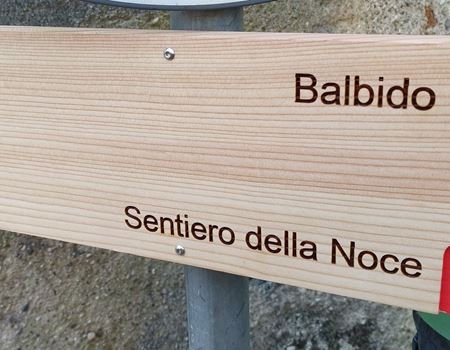 Balbido
Sentiero della Noce